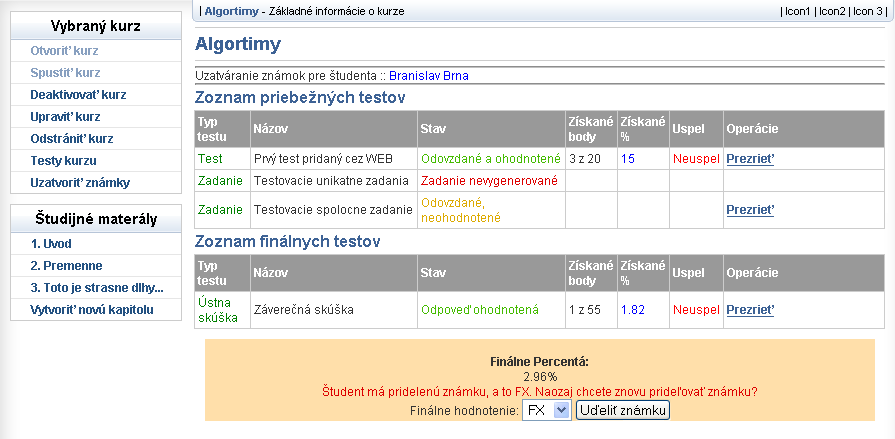 Vybraný kurz
Otvoriť kurz
Spustiť kurz
Deaktivovať kurz
Upraviť kurz
Odstrániť kurz
Testy kurzu
Uzatvoriť známky
Študijné materály
1. Uvod
2. Premenne
3. Toto je strasne dlhy...
Vytvoriť novú kapitolu
| Algortimy - Základné informácie o kurze
| Icon1 | Icon2 | Icon 3 |
Algortimy
Uzatváranie známok pre študenta :: Branislav Brna
Zoznam priebežných testov
Typ testu Názov Stav Získané body Získané % Uspel Operácie
Test Prvý test pridaný cez WEB Odovzdané a ohodnotené 3 z 20 15 Neuspel Prezrieť
Zadanie Testovacie unikatne zadania Zadanie nevygenerované
Zadanie Testovacie spolocne zadanie Odovzdané, neohodnotené Prezrieť
Zoznam finálnych testov
Typ testu Názov Stav Získané body Získané % Uspel Operácie
Ústna skúška Záverečná skúška Odpoveď ohodnotená 1 z 55 1.82 Neuspel Prezrieť
Finálne Percentá:
2.96%
Študent má pridelenú známku, a to FX. Naozaj chcete znovu prideľovať známku?
Finálne hodnotenie: FX Udeliť známku